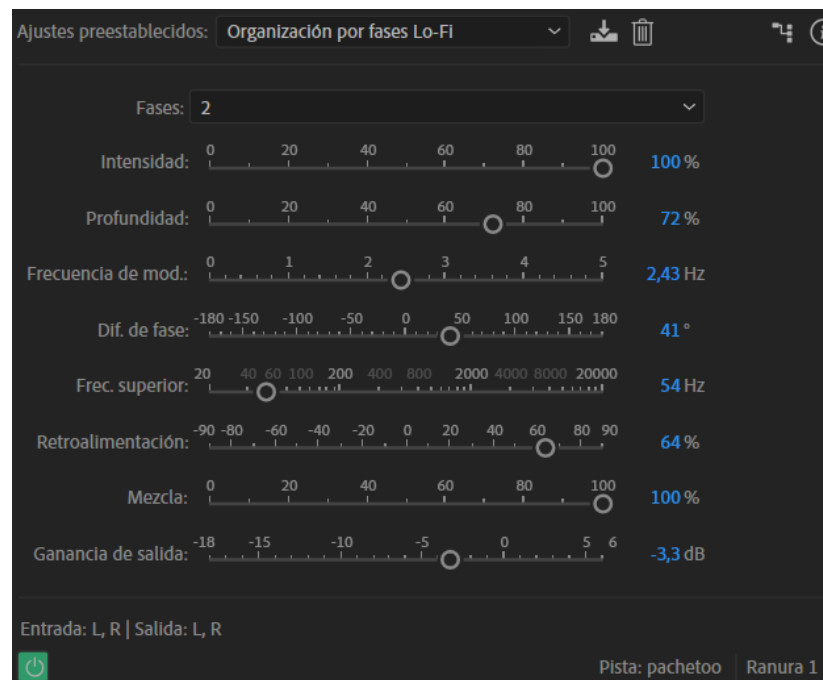 Ajustes preestablecidos: Organización por fases Lo-Fi
Fases: 2
0 20 40 60 80 100
Intensidad: 100 %
0 20 40 60 80 100
Profundidad: 72 %
0 1 2 3 4 5
Frecuencia de mod.: 2,43 Hz
-180 -150 -100 -50 0 50 100 150 180
Dif. de fase: 41 °
20 40 60 100 200 400 800 2000 4000 8000 20000
Frec. superior: 54 Hz
-90 -80 -60 -40 -20 0 20 40 60 80 90
Retroalimentación: 64 %
0 20 40 60 80 100
Mezcla: 100 %
-18 -15 -10 -5 0 5 6
Ganancia de salida: -3,3 dB
Entrada: L, R | Salida: L, R
Pista: pachetoo Ranura 1